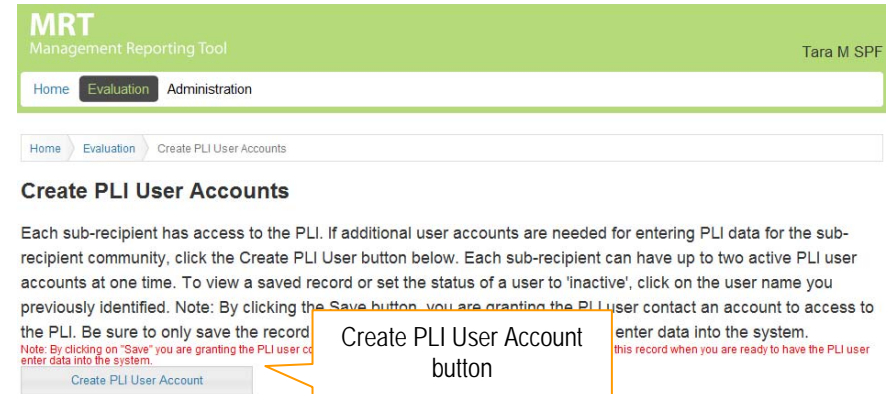 MRT
Management Reporting Tool
Tara M SPF
Home Evaluation Administration
Home Evaluation Create PLI User Accounts
Create PLI User Accounts
Each sub-recipient has access to the PLI. If additional user accounts are needed for entering PLI data for the sub-
recipient community, click the Create PLI User button below. Each sub-recipient can have up to two active PLI user
accounts at one time. To view a saved record or set the status of a user to 'inactive', click on the user name you
previously identified. Note: By clicking the Save button, you are granting the PLI user contact an account to access to
the PLI. Be sure to only save the record enter data into the system.
Note: By clicking on "Save" you are granting the PLI user this record when you are ready to have the PLI user
enter data into the system.
Create PLI User Account
Create PLI User Account
button